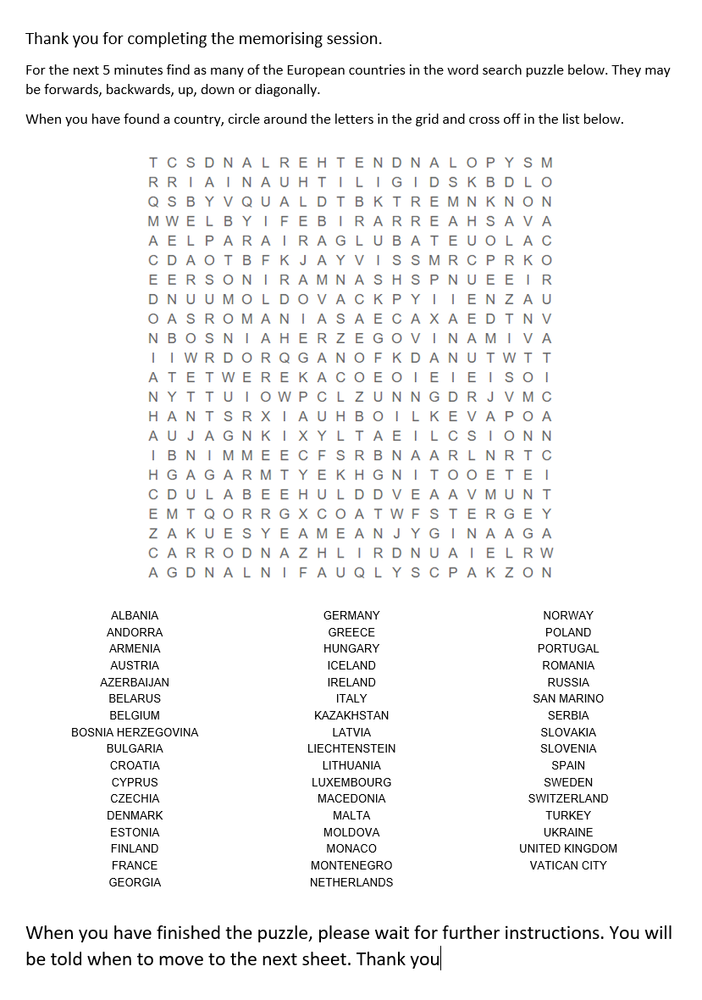 Thank you for completing the memorising session.
For the next 5 minutes find as many of the European countries in the word search puzzle below. They may
be forwards, backwards, up, down or diagonally.
When you have found a country, circle around the letters in the grid and cross off in the list below.
T C S D N A L R E H T E N D N A L O P Y S M
R R I A I N A U H T I L I G I D S K B D L O
Q S B Y V Q U A L D T B K T R E M N K N O N
M W E L B Y I F E B I R A R R E A H S A V A
A E L P A R A I R A G L U B A T E U O L A C
C D A O T B F K J A Y V I S S M R C P R K O
E E R S O N I R A M N A S H S P N U E E I R
D N U U M O L D O V A C K P Y I I E N Z A U
O A S R O M A N I A S A E C A X A E D T N V
N B O S N I A H E R Z E G O V I N A M I V A
I I W R D O R Q G A N O F K D A N U T W T T
A T E T W E R E K A C O E O I E I E I S O I
N Y T T U I O W P C L Z U N N G D R J V M C
H A N T S R X I A U H B O I L K E V A P O A
A U J A G N K I X Y L T A E I L C S I O N N
I B N I M M E E C F S R B N A A R L N R T C
H G A G A R M T Y E K H G N I T O O E T E I
C D U L A B E E H U L D D V E A A V M U N T
E M T Q O R R G X C O A T W F S T E R G E Y
Z A K U E S Y E A M E A N J Y G I N A A G A
C A R R O D N A Z H L I R D N U A I E L R W
A G D N A L N I F A U Q L Y S C P A K Z O N
ALBANIA GERMANY NORWAY
ANDORRA GREECE POLAND
ARMENIA HUNGARY PORTUGAL
AUSTRIA ICELAND ROMANIA
AZERBAIJAN IRELAND RUSSIA
BELARUS ITALY SAN MARINO
BELGIUM KAZAKHSTAN SERBIA
BOSNIA HERZEGOVINA LATVIA SLOVAKIA
BULGARIA LIECHTENSTEIN SLOVENIA
CROATIA LITHUANIA SPAIN
CYPRUS LUXEMBOURG SWEDEN
CZECHIA MACEDONIA SWITZERLAND
DENMARK MALTA TURKEY
ESTONIA MOLDOVA UKRAINE
FINLAND MONACO UNITED KINGDOM
FRANCE MONTENEGRO VATICAN CITY
GEORGIA NETHERLANDS
When you have finished the puzzle, please wait for further instructions. You will
be told when to move to the next sheet. Thank you